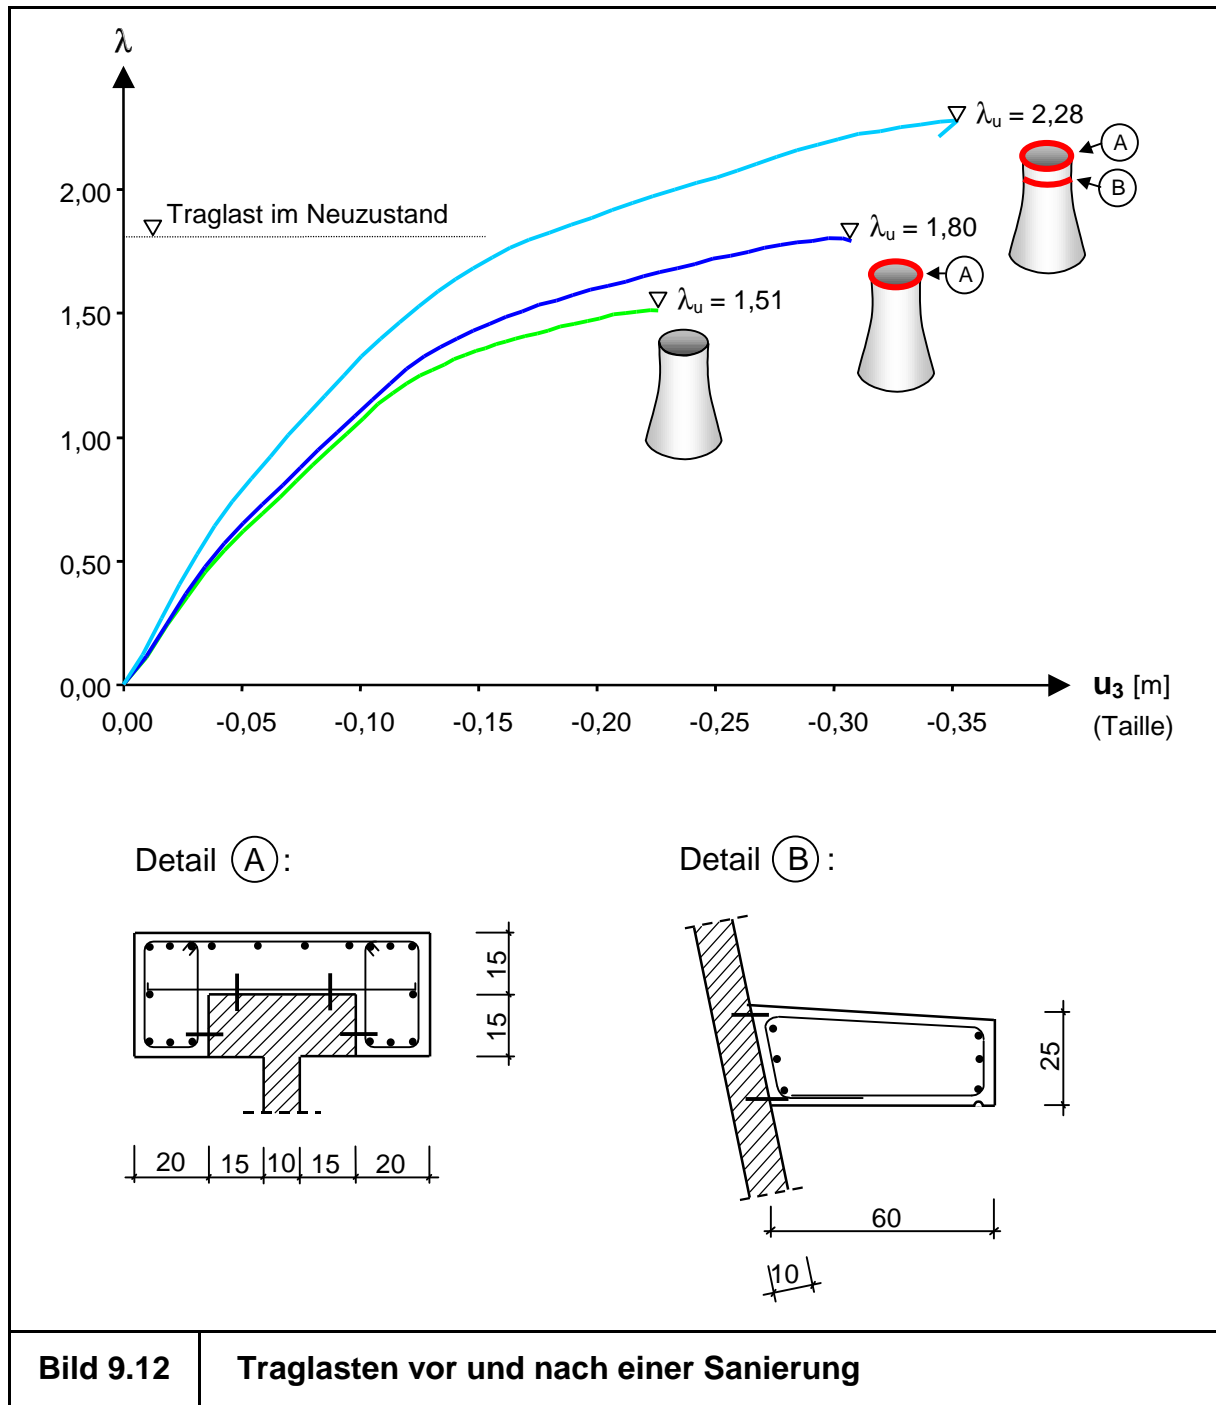 λ
λu = 2,28
A
B
2,00
Traglast im Neuzustand
λu = 1,80
A
1,50
λu = 1,51
1,00
0,50
0,00
u3 [m]
(Taille)
0,00 -0,05 -0,10 -0,15 -0,20 -0,25 -0,30 -0,35
Detail A :
Detail B :
15
15
20 15 10 15 20
25
60
10
Bild 9.12 Traglasten vor und nach einer Sanierung